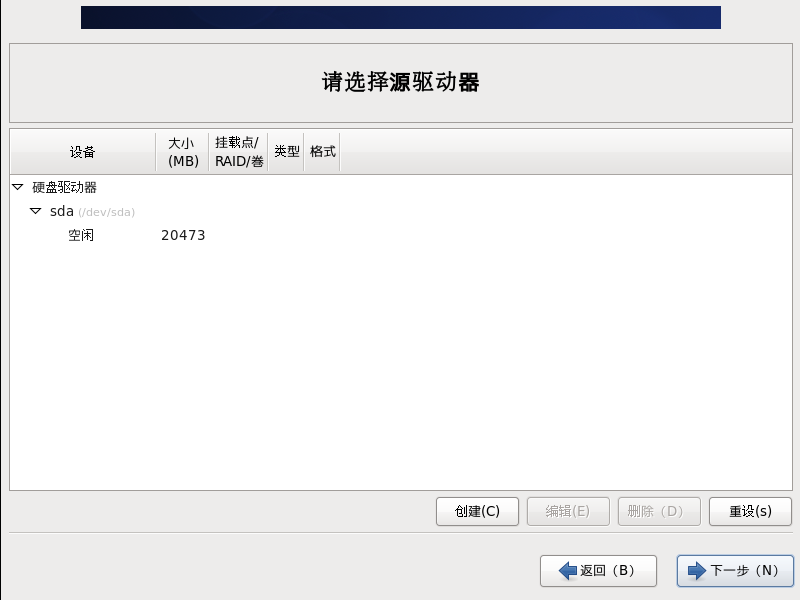 请选择源驱动器
设备
大小
(MB)
挂载点/
RAID/卷
类型
格式
硬盘驱动器
sda (/dev/sda)
空闲 20473
创建(C)
编辑(E)
删除（D）
重设(s)
返回（B）
下一步（N）